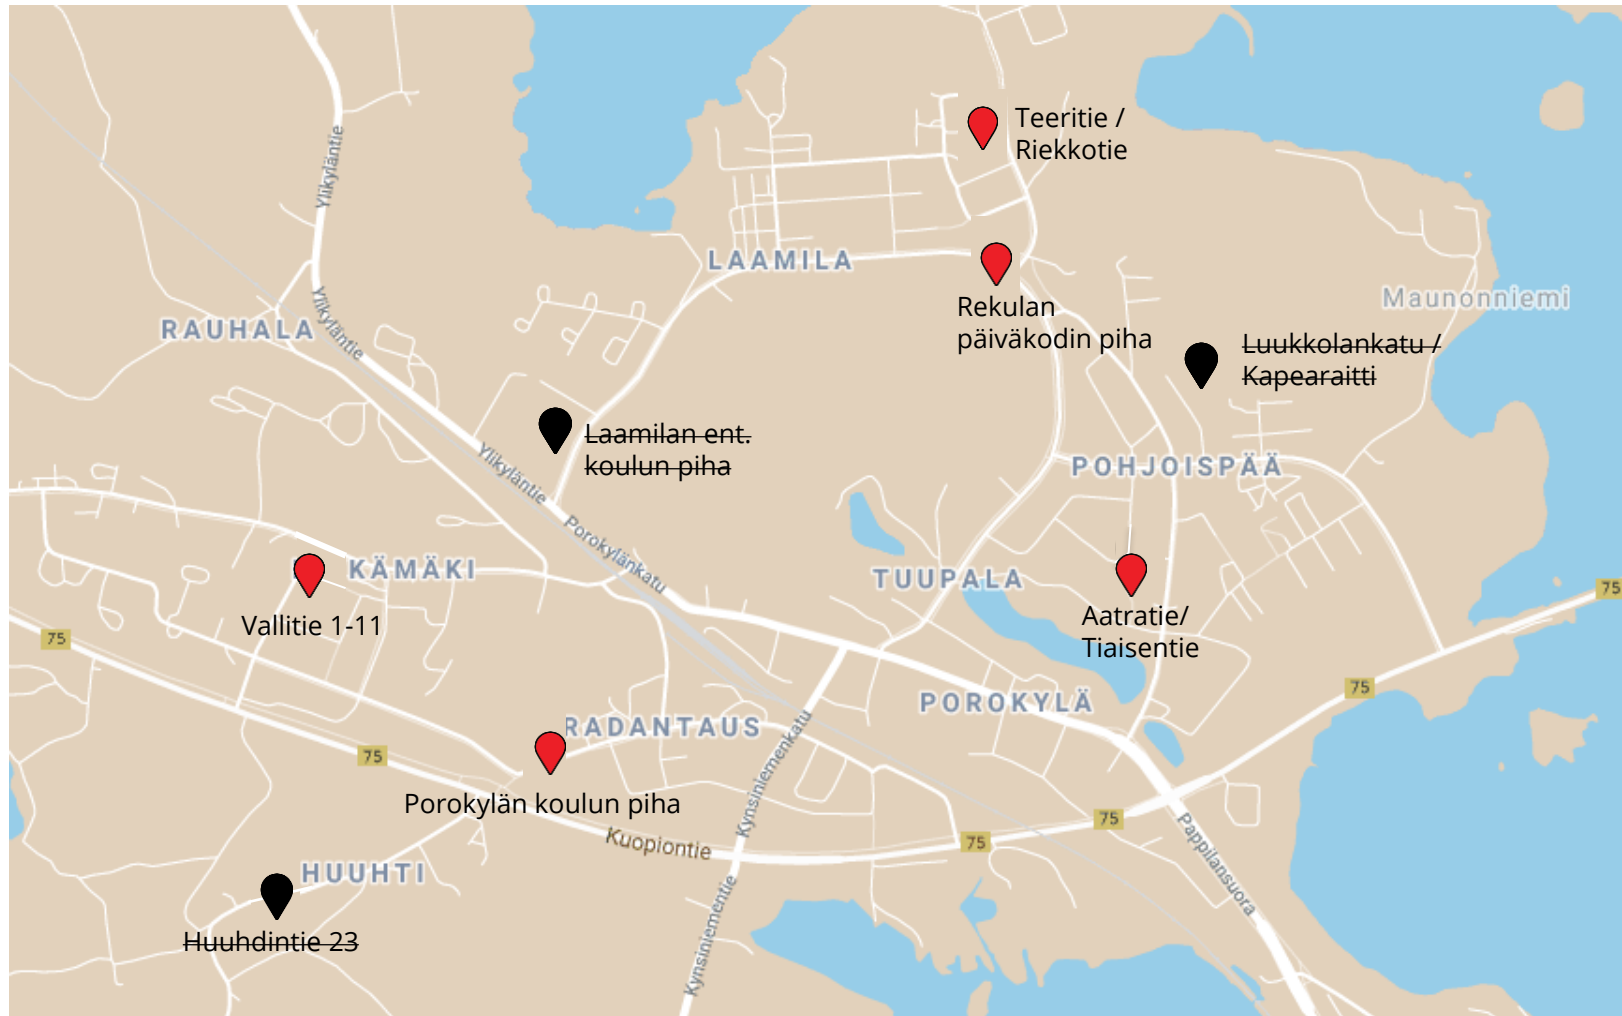 Teeritie /
Riekkotie
Ylikyläntie
LAAMILA
Rekulan
päiväkodin piha
Maunonniemi
RAUHALA
Ylikyläntie
Luukkolankatu /
Kapearaitti
Laamilan ent.
koulun piha
Ylikyläntie
POHJOISPÄÄ
Porokylänkatu
KÄMÄKI
TUUPALA
75
Vallitie 1-11
Aatratie/
Tiaisentie
75
75
POROKYLÄ
RADANTAUS
75
Kynsiniemenkatu
Porokylän koulun piha
75
75
Kuopiontie
Pappilansuora
HUUHTI
Kynsiniementie
Huuhdintie 23